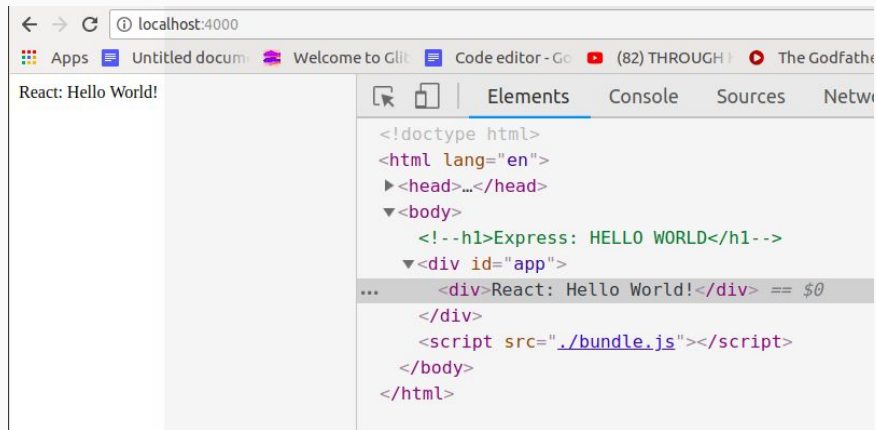 localhost:4000
Apps Untitled docum Welcome to Glit Code editor - Go (82) THROUGH The Godfathe
React: Hello World!
Elements Console Sources Netwo
<!doctype html>
<html lang="en">
<head>…</head>
<body>
<!--h1>Express: HELLO WORLD</h1-->
<div id="app">
... <div>React: Hello World!</div> == $0
</div>
<script src="./bundle.js"></script>
</body>
</html>